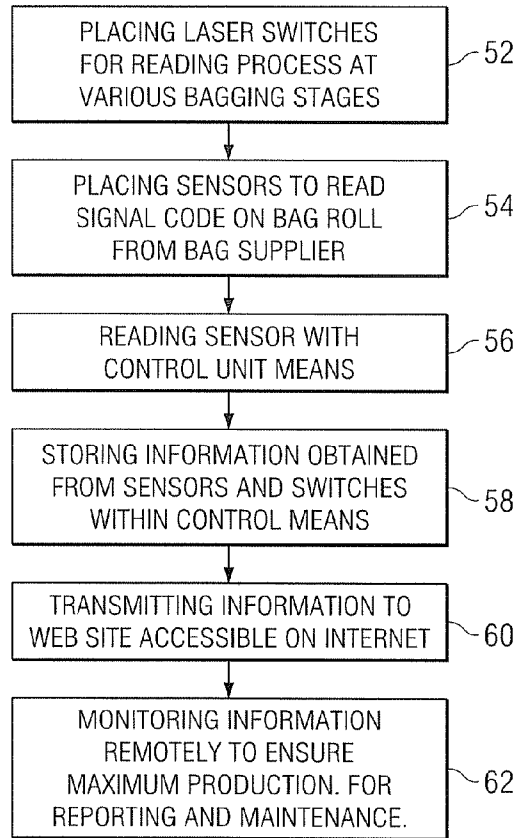 PLACING LASER SWITCHES
FOR READING PROCESS AT
VARIOUS BAGGING STAGES
52
PLACING SENSORS TO READ
SIGNAL CODE ON BAG ROLL
FROM BAG SUPPLIER
54
READING SENSOR WITH
CONTROL UNIT MEANS
56
STORING INFORMATION OBTAINED
FROM SENSORS AND SWITCHES
WITHIN CONTROL MEANS
58
TRANSMITTING INFORMATION TO
WEB SITE ACCESSIBLE ON INTERNET
60
MONITORING INFORMATION
REMOTELY TO ENSURE
MAXIMUM PRODUCTION. FOR
REPORTING AND MAINTENANCE.
62